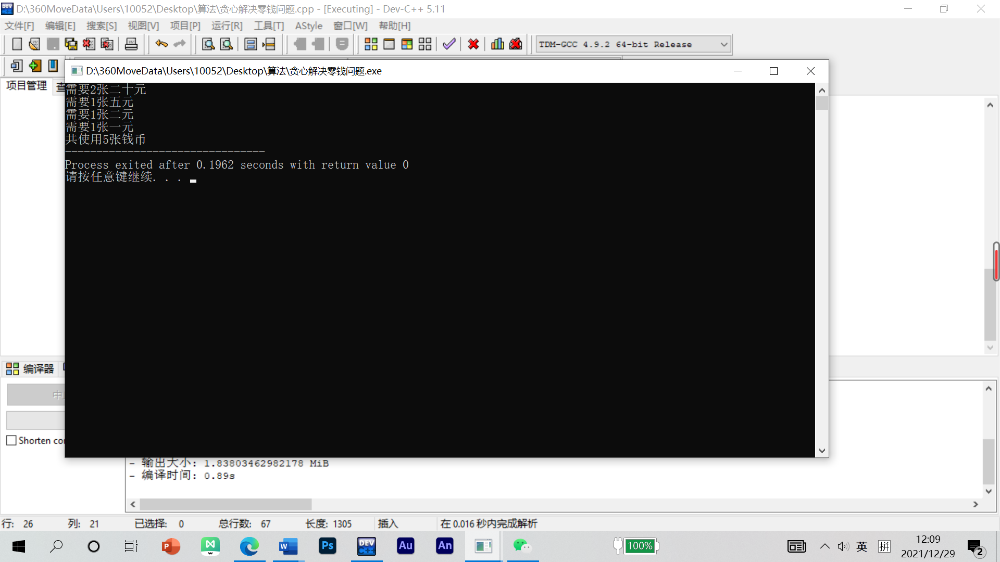 D:\360MoveData\Users\10052\Desktop\算法\贪心解决零钱问题.cpp - [Executing] - Dev-C++ 5.11
文件[F] 编辑[E] 搜索[S] 视图[V] 项目[P] 运行[R] 工具[T] AStyle 窗口[W] 帮助[H]
TDM-GCC 4.9.2 64-bit Release
D:\360MoveData\Users\10052\Desktop\算法\贪心解决零钱问题.exe
项目管理 查
需要2张二十元
需要1张五元
需要1张二元
需要1张一元
共使用5张钱币
--------------------------------
Process exited after 0.1962 seconds with return value 0
请按任意键继续. . .
编译器
中
Shorten co
- 输出大小: 1.83803462982178 MiB
- 编译时间: 0.89s
行: 26 列: 21 已选择: 0 总行数: 67 长度: 1305 插入 在 0.016 秒内完成解析
P W Ps DEV C++ Au An 100% 英 拼 12:09
2021/12/29 2